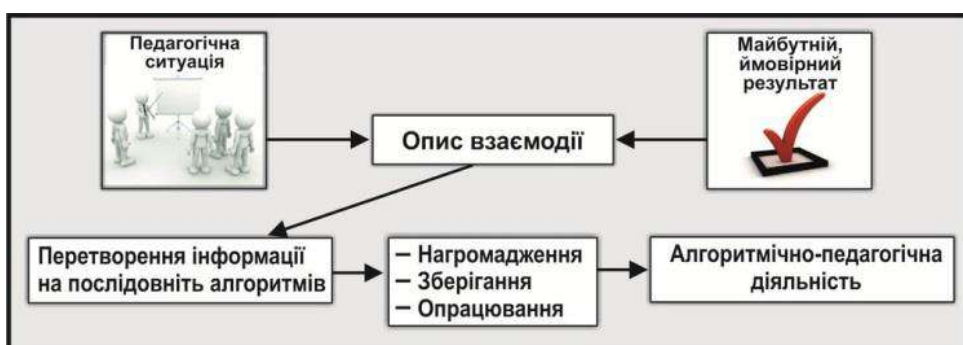 Педагогічна
ситуація
Майбутній,
ймовірний
результат
Опис взаємодії
Перетворення інформації
на послідовніть алгоритмів
– Нагромадження
– Зберігання
– Опрацювання
Алгоритмічно-педагогічна
діяльність